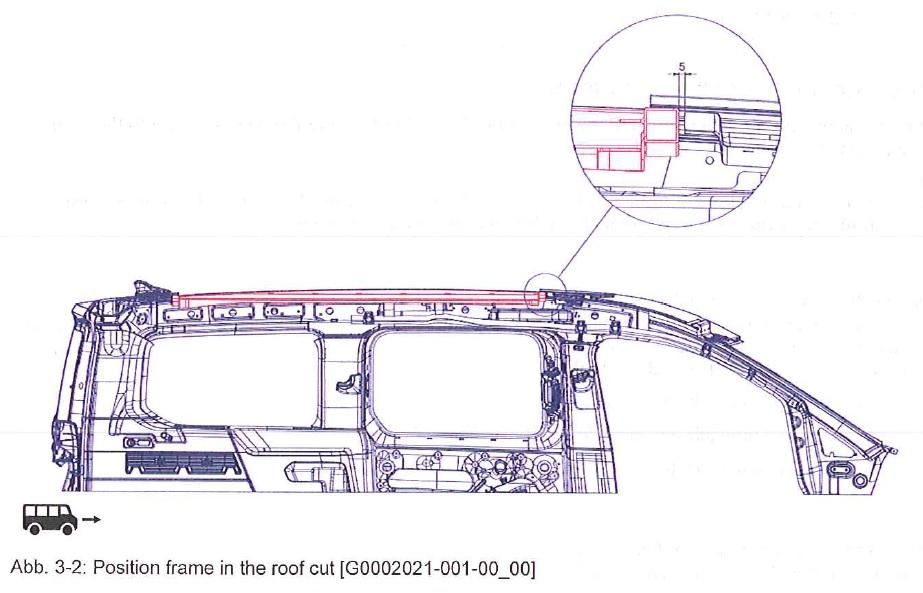 5
Abb. 3-2: Position frame in the roof cut [G0002021-001-00_00]